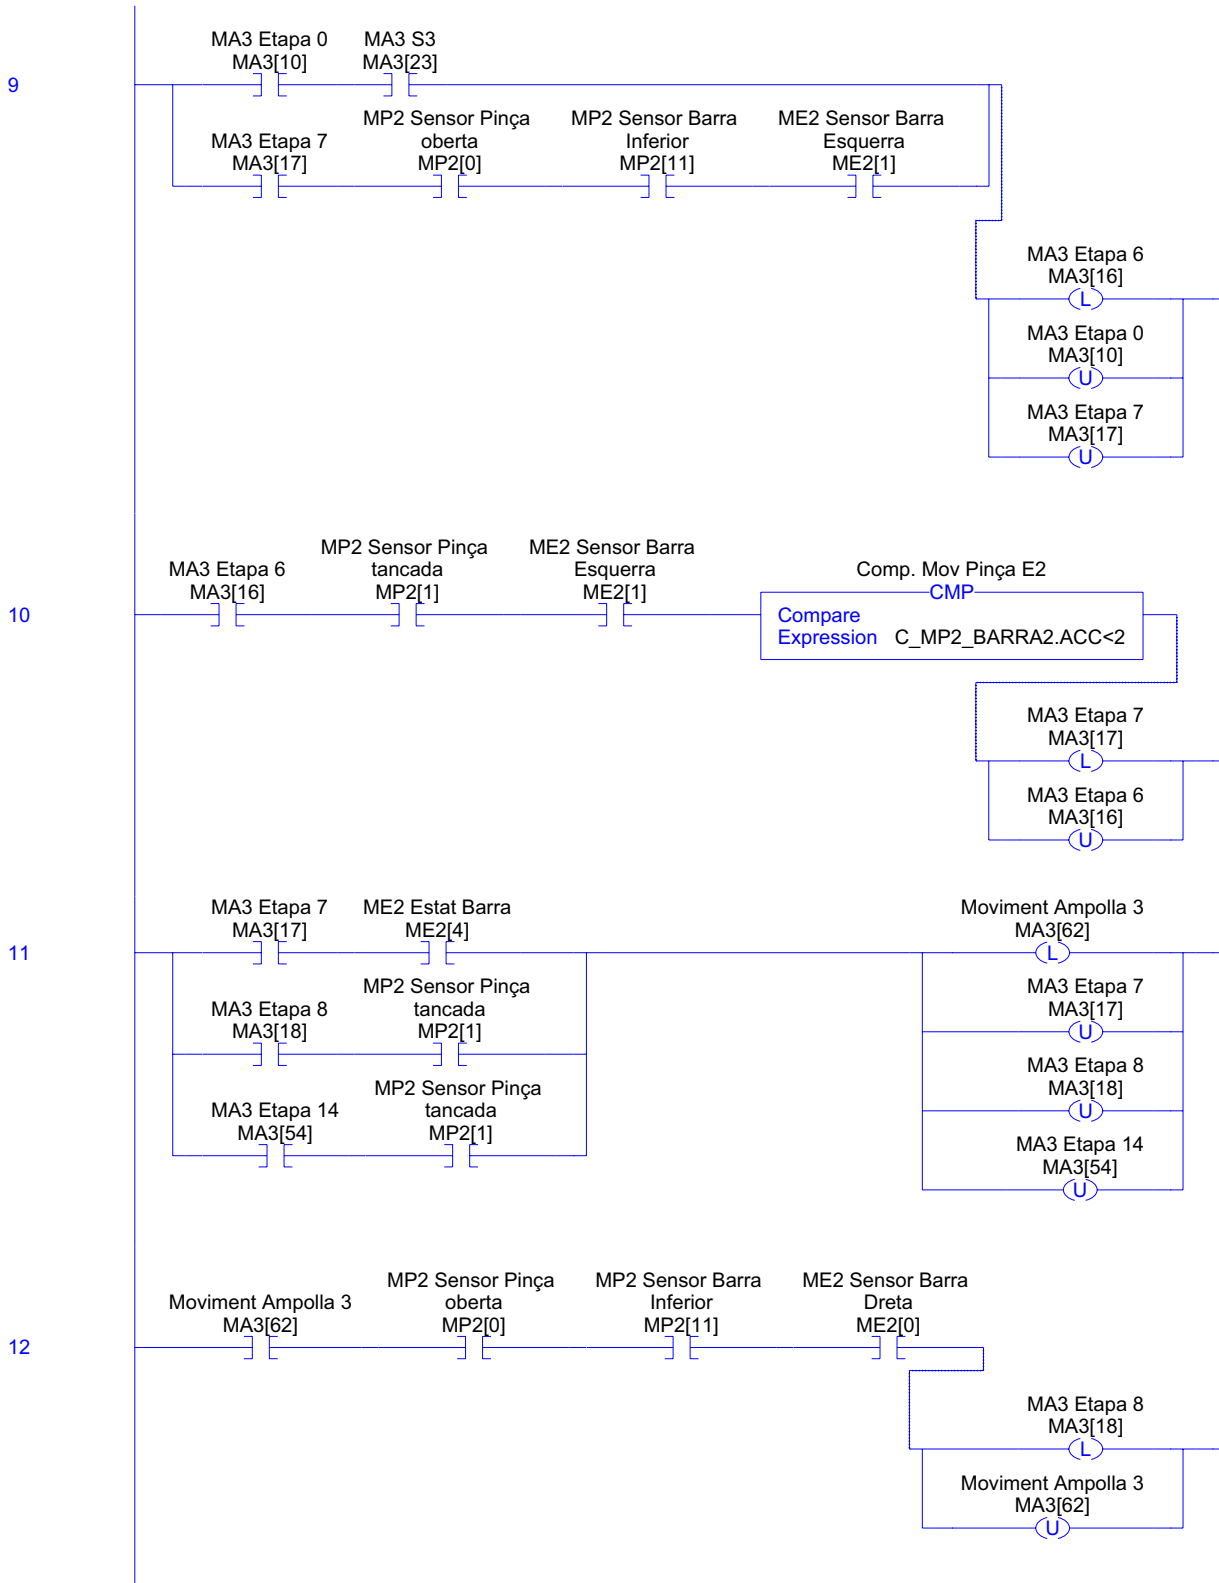 MA3 Etapa 0 MA3 S3
MA3[10] MA3[23]
9
MP2 Sensor Pinça MP2 Sensor Barra ME2 Sensor Barra
MA3 Etapa 7 oberta Inferior Esquerra
MA3[17] MP2[0] MP2[11] ME2[1]
MA3 Etapa 6
MA3[16]
L
MA3 Etapa 0
MA3[10]
U
MA3 Etapa 7
MA3[17]
U
MP2 Sensor Pinça ME2 Sensor Barra
MA3 Etapa 6 tancada Esquerra Comp. Mov Pinça E2
MA3[16] MP2[1] ME2[1] CMP
10
Compare
Expression C_MP2_BARRA2.ACC<2
MA3 Etapa 7
MA3[17]
L
MA3 Etapa 6
MA3[16]
U
MA3 Etapa 7 ME2 Estat Barra Moviment Ampolla 3
MA3[17] ME2[4] MA3[62]
11 L
MP2 Sensor Pinça MA3 Etapa 7
MA3 Etapa 8 tancada MA3[17]
MA3[18] MP2[1] U
MA3 Etapa 8
MP2 Sensor Pinça MA3[18]
MA3 Etapa 14 tancada U
MA3[54] MP2[1]
MA3 Etapa 14
MA3[54]
U
MP2 Sensor Pinça MP2 Sensor Barra ME2 Sensor Barra
Moviment Ampolla 3 oberta Inferior Dreta
MA3[62] MP2[0] MP2[11] ME2[0]
12
MA3 Etapa 8
MA3[18]
L
Moviment Ampolla 3
MA3[62]
U